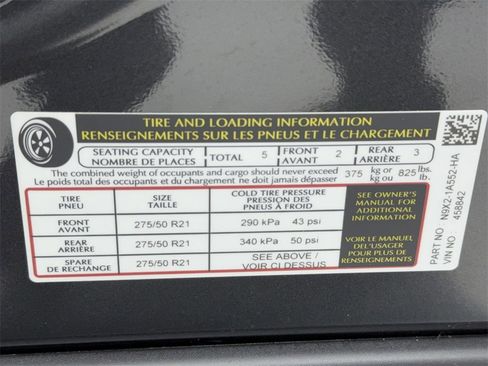 TIRE AND LOADING INFORMATION
RENSEIGNEMENTS SUR LES PNEUS ET LE CHARGEMENT
SEATING CAPACITY
NOMBRE DE PLACES
TOTAL 5
FRONT
AVANT 2
REAR
ARRIÈRE 3
The combined weight of occupants and cargo should never exceed 375 kg or 825 lbs.
Le poids total des occupants et du chargement ne doit jamais dépasser kg ou lb.
TIRE
PNEU
SIZE
TAILLE
COLD TIRE PRESSURE
PRESSION DES
PNEUS À FROID
FRONT
AVANT
275/50 R21
290 kPa 43 psi
REAR
ARRIÈRE
275/50 R21
340 kPa 50 psi
SPARE
DE RECHANGE
275/50 R21
SEE ABOVE /
VOIR CI DESSUS
SEE OWNER'S
MANUAL FOR
ADDITIONAL
INFORMATION
VOIR LE MANUEL
DE L'USAGER
POUR PLUS DE
RENSEIGNEMENTS
PART NO N9X2-1A552-HA
VIN NO 458842